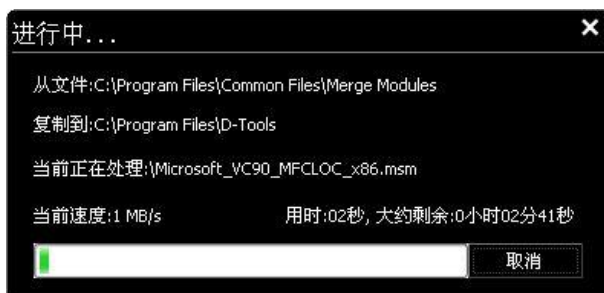 进行中...
从文件:C:\Program Files\Common Files\Merge Modules
复制到:C:\Program Files\D-Tools
当前正在处理:\Microsoft_VC90_MFCLOC_x86.msm
当前速度:1 MB/s 用时:02秒, 大约剩余:0小时02分41秒
取消